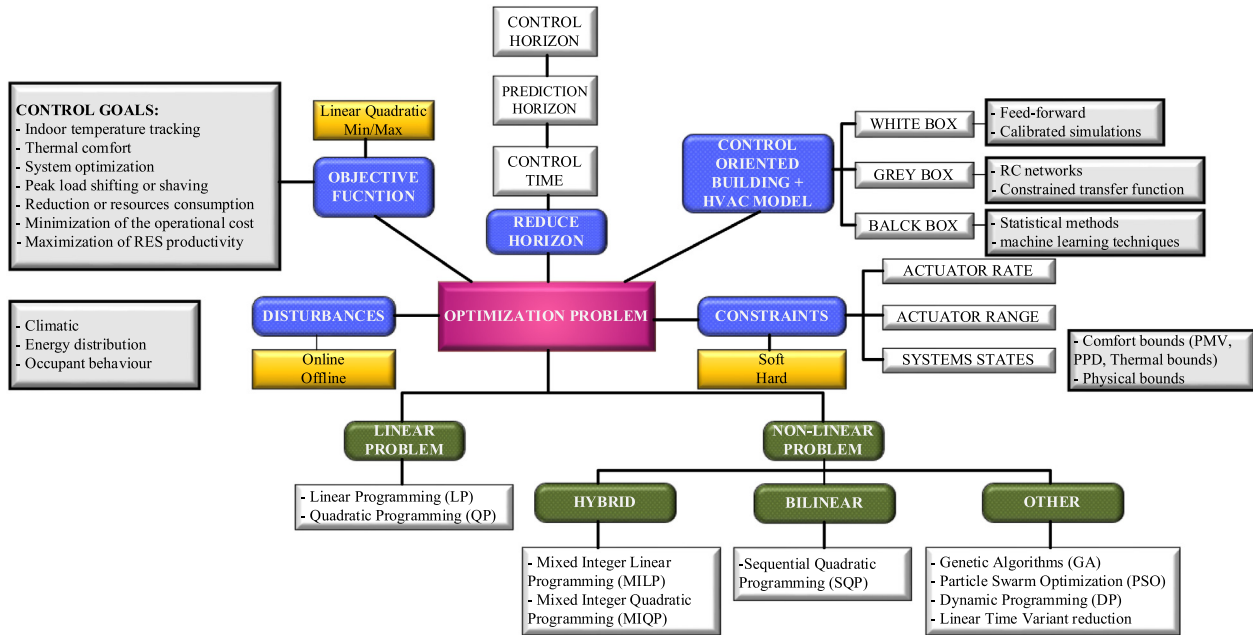 CONTROL
HORIZON
PREDICTION
HORIZON
CONTROL
TIME
REDUCE
HORIZON
CONTROL GOALS:
- Indoor temperature tracking
- Thermal comfort
- System optimization
- Peak load shifting or shaving
- Reduction or resources consumption
- Minimization of the operational cost
- Maximization of RES productivity
Linear Quadratic
Min/Max
OBJECTIVE
FUCNTION
CONTROL
ORIENTED
BUILDING +
HVAC MODEL
WHITE BOX
- Feed-forward
- Calibrated simulations
GREY BOX
- RC networks
- Constrained transfer function
BALCK BOX
- Statistical methods
- machine learning techniques
- Climatic
- Energy distribution
- Occupant behaviour
DISTURBANCES
Online
Offline
OPTIMIZATION PROBLEM
CONSTRAINTS
Soft
Hard
ACTUATOR RATE
ACTUATOR RANGE
SYSTEMS STATES
- Comfort bounds (PMV,
PPD, Thermal bounds)
- Physical bounds
LINEAR
PROBLEM
- Linear Programming (LP)
- Quadratic Programming (QP)
NON-LINEAR
PROBLEM
HYBRID
- Mixed Integer Linear
Programming (MILP)
- Mixed Integer Quadratic
Programming (MIQP)
BILINEAR
-Sequential Quadratic
Programming (SQP)
OTHER
- Genetic Algorithms (GA)
- Particle Swarm Optimization (PSO)
- Dynamic Programming (DP)
- Linear Time Variant reduction